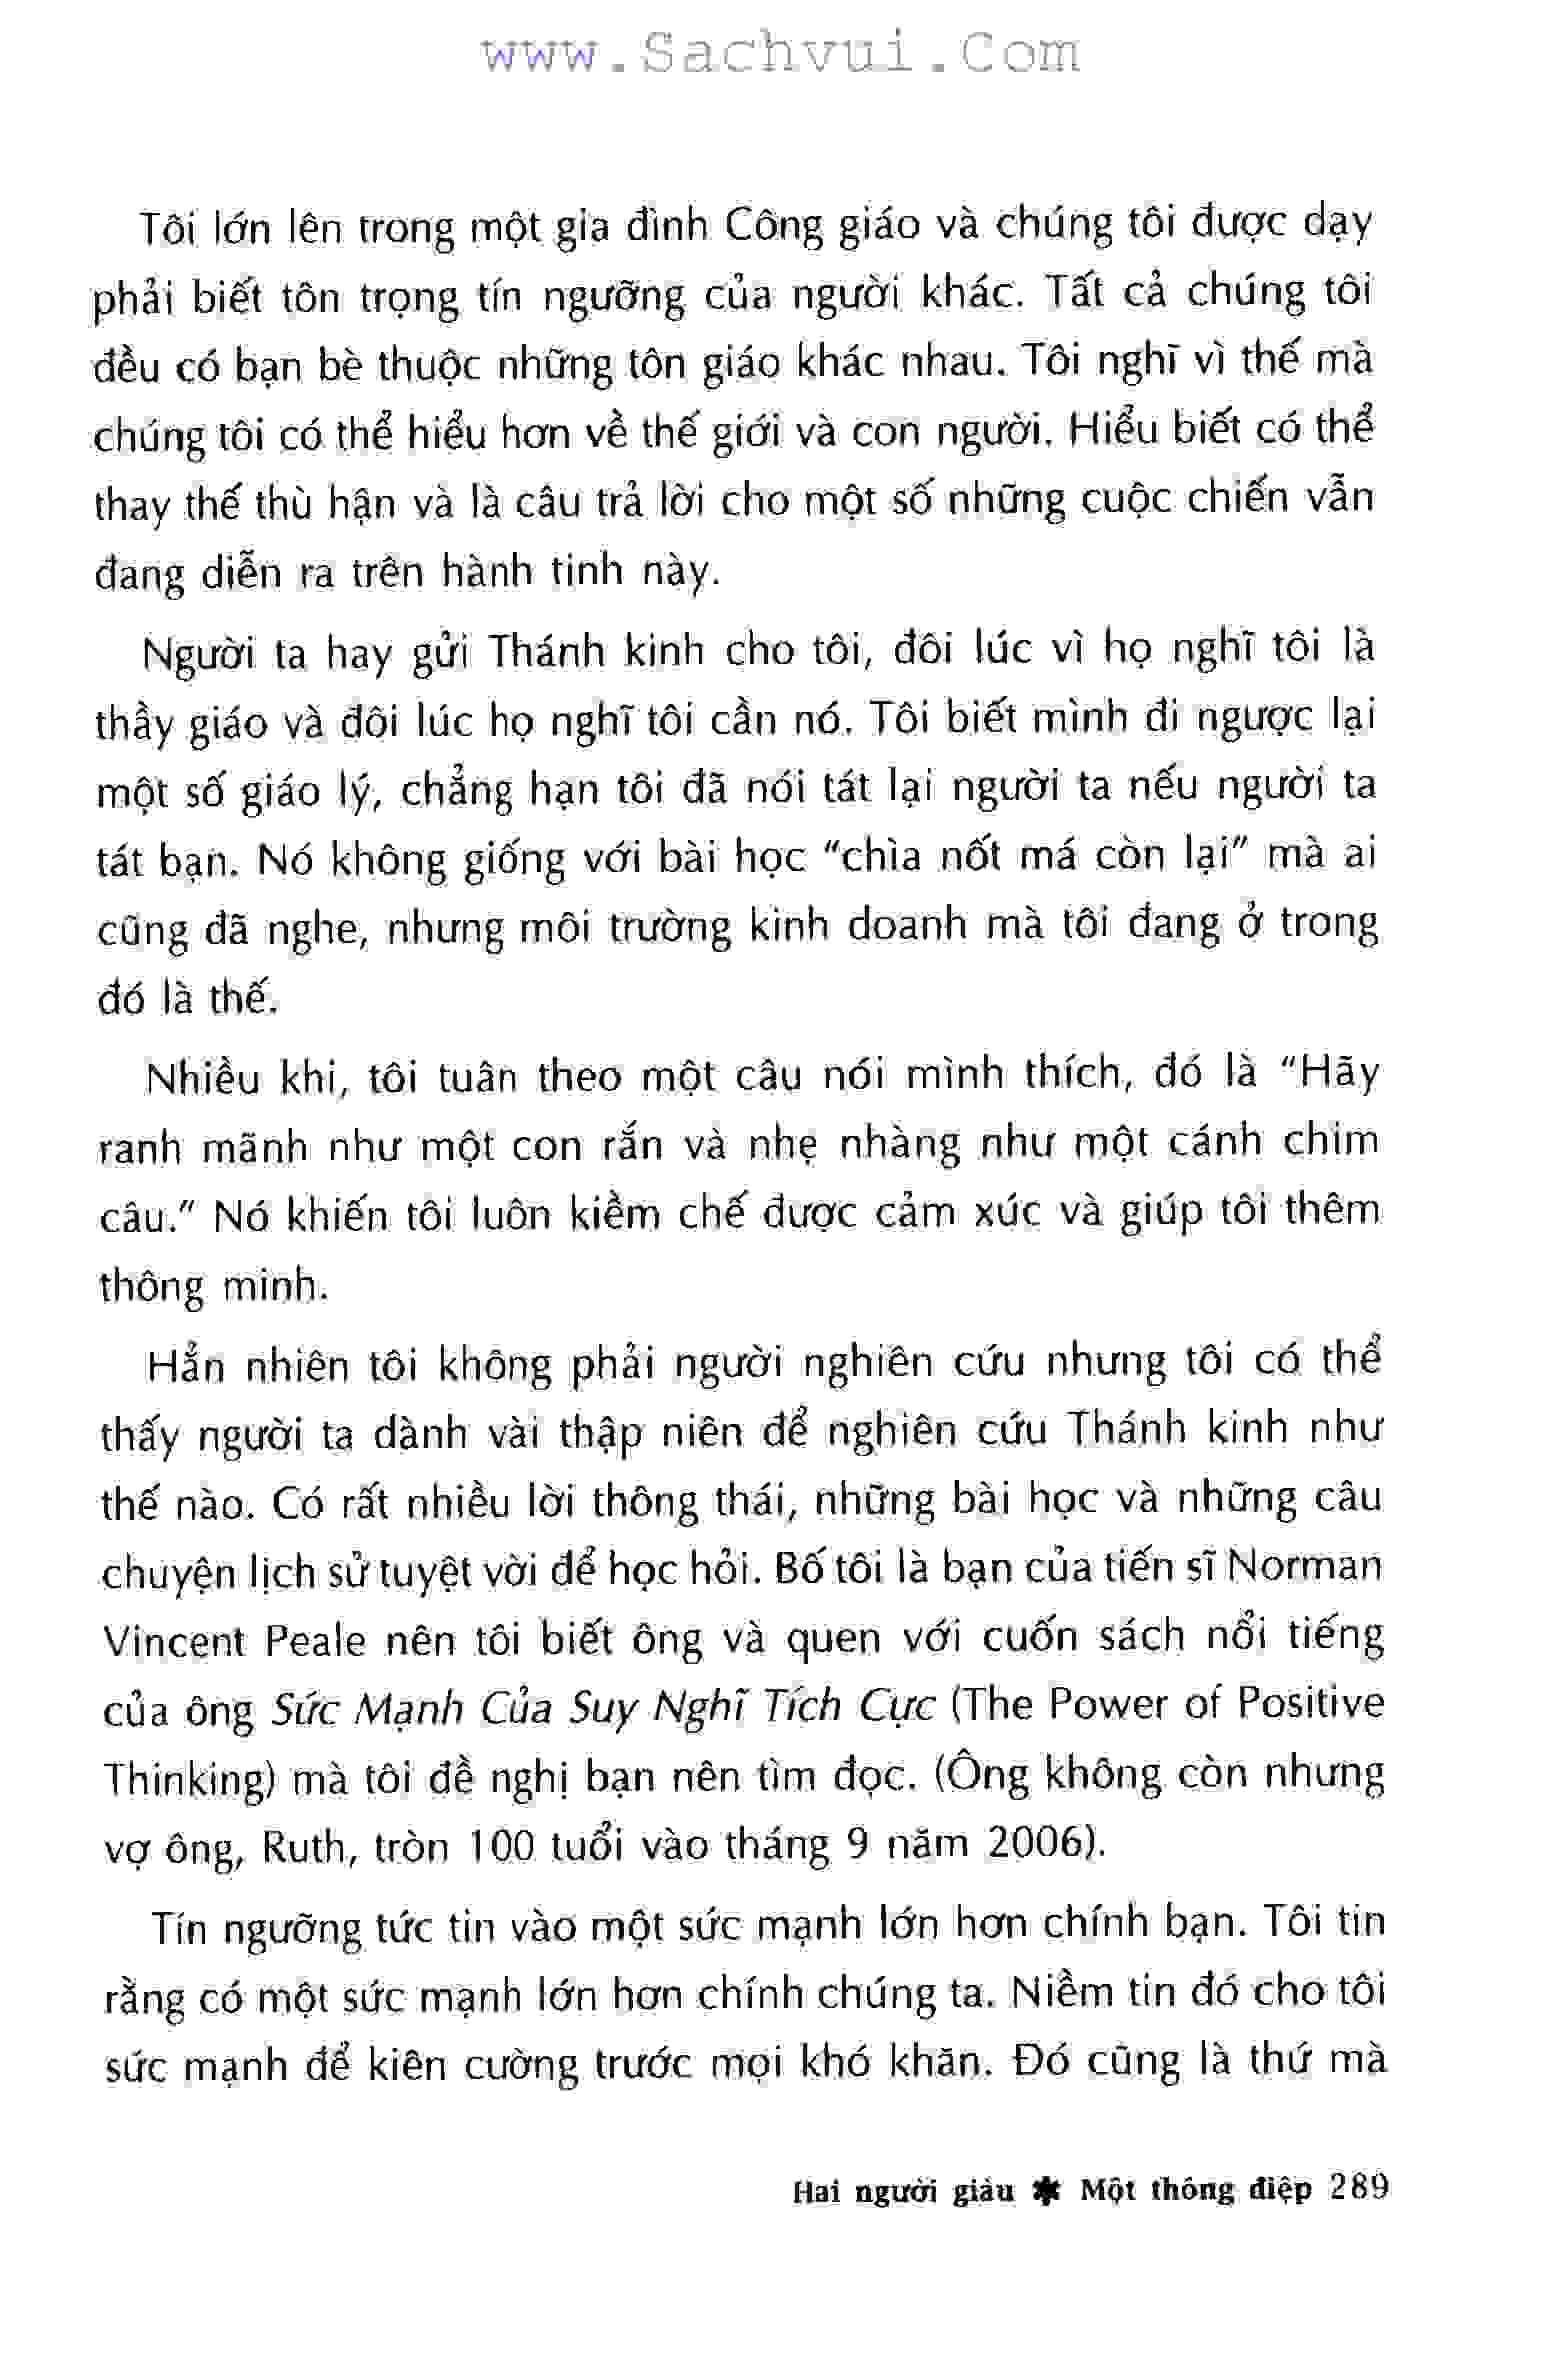 www.Sachvui.Com
Tôi lớn lên trong một gia đình Công giáo và chúng tôi được dạy
phải biết tôn trọng tín ngưỡng của người khác. Tất cả chúng tôi
đều có bạn bè thuộc những tôn giáo khác nhau. Tôi nghĩ vì thế mà
chúng tôi có thể hiểu hơn về thế giới và con người. Hiểu biết có thể
thay thế thù hận và là câu trả lời cho một số những cuộc chiến vẫn
đang diễn ra trên hành tinh này.
Người ta hay gửi Thánh kinh cho tôi, đôi lúc vì họ nghĩ tôi là
thầy giáo và đôi lúc họ nghĩ tôi cần nó. Tôi biết mình đi ngược lại
một số giáo lý, chẳng hạn tôi đã nói tát lại người ta nếu người ta
tát bạn. Nó không giống với bài học "chìa nốt má còn lại" mà ai
cũng đã nghe, nhưng môi trường kinh doanh mà tôi đang ở trong
đó là thế.
Nhiều khi, tôi tuân theo một câu nói mình thích, đó là "Hãy
ranh mãnh như một con rắn và nhẹ nhàng như một cánh chim
câu." Nó khiến tôi luôn kiềm chế được cảm xúc và giúp tôi thêm
thông minh.
Hẳn nhiên tôi không phải người nghiên cứu nhưng tôi có thể
thấy người ta dành vài thập niên để nghiên cứu Thánh kinh như
thế nào. Có rất nhiều lời thông thái, những bài học và những câu
chuyện lịch sử tuyệt vời để học hỏi. Bố tôi là bạn của tiến sĩ Norman
Vincent Peale nên tôi biết ông và quen với cuốn sách nổi tiếng
của ông Sức Mạnh Của Suy Nghĩ Tích Cực (The Power of Positive
Thinking) mà tôi đề nghị bạn nên tìm đọc. (Ông không còn nhưng
vợ ông, Ruth, tròn 100 tuổi vào tháng 9 năm 2006).
Tín ngưỡng tức tin vào một sức mạnh lớn hơn chính bạn. Tôi tin
rằng có một sức mạnh lớn hơn chính chúng ta. Niềm tin đó cho tôi
sức mạnh để kiên cường trước mọi khó khăn. Đó cũng là thứ mà
Hai người giàu ✱ Một thông điệp 289